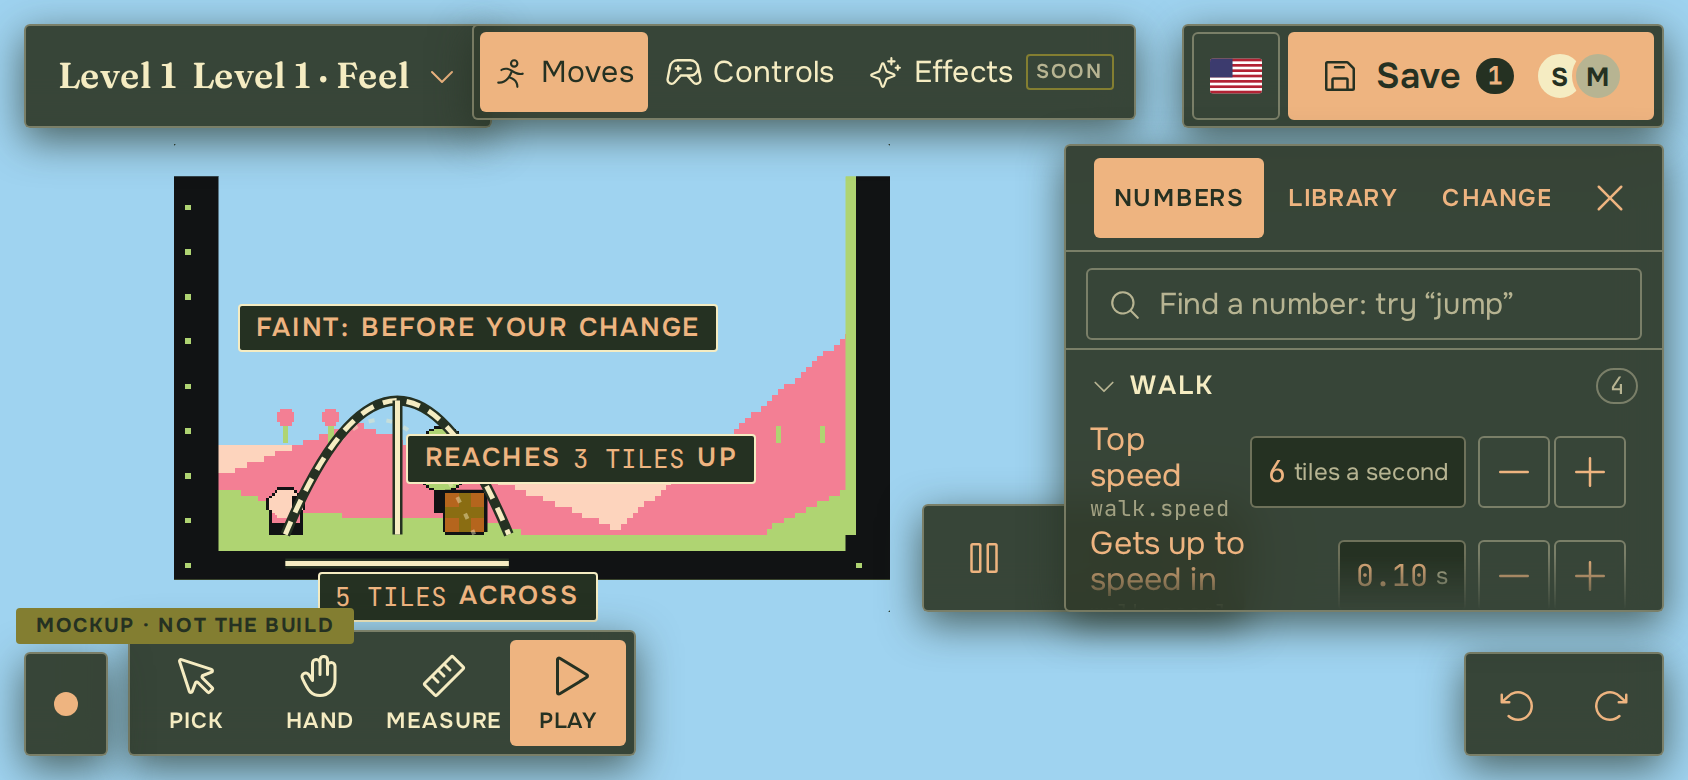 Level 1 Level 1 · Feel
Moves
Controls
Effects
SOON
Save 1
S M
NUMBERS
LIBRARY
CHANGE
Find a number: try “jump”
WALK
4
Top speed
walk.speed
6 tiles a second
Gets up to speed in
0.10 s
FAINT: BEFORE YOUR CHANGE
REACHES 3 TILES UP
5 TILES ACROSS
MOCKUP · NOT THE BUILD
PICK
HAND
MEASURE
PLAY